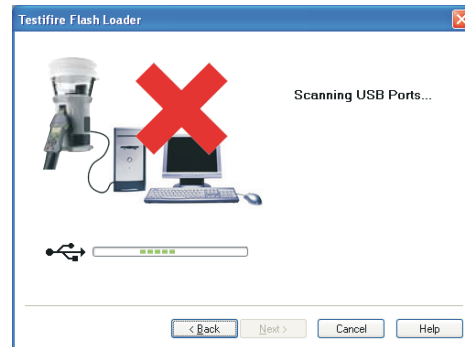 Testifire Flash Loader
Scanning USB Ports...
< Back Next > Cancel Help